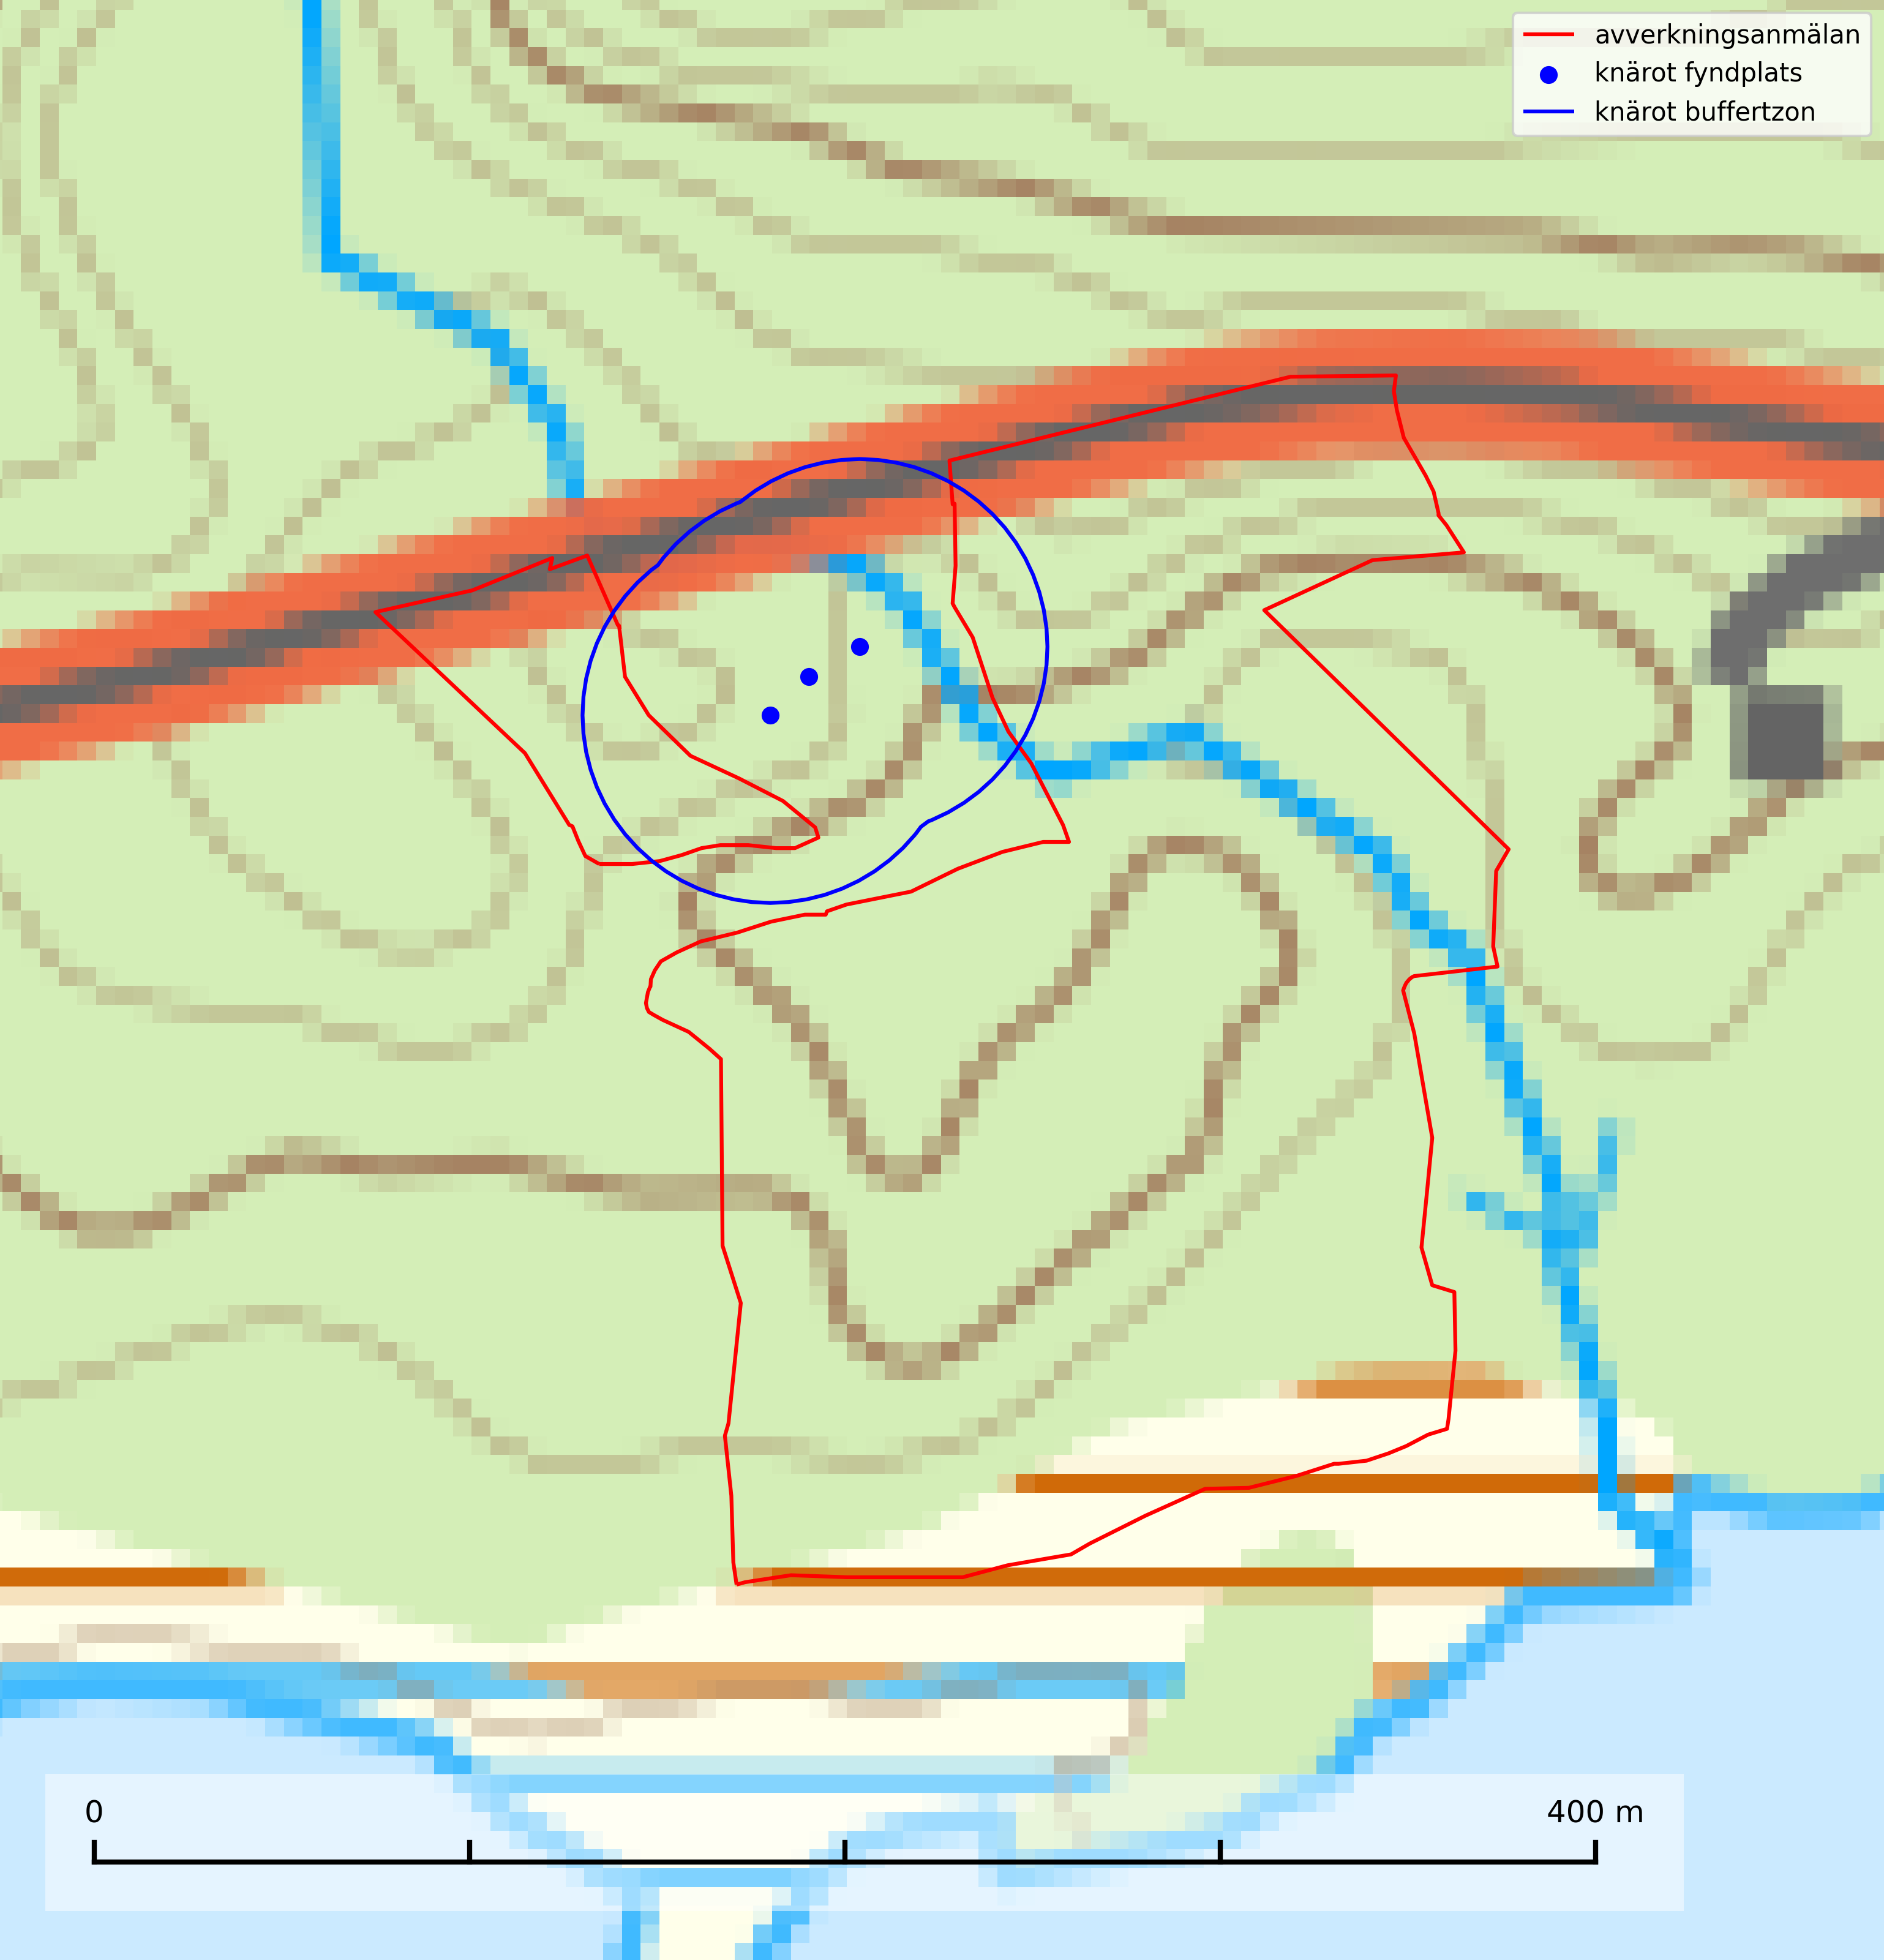 avverkningsanmälan
knärot fyndplats
knärot buffertzon
0
400 m